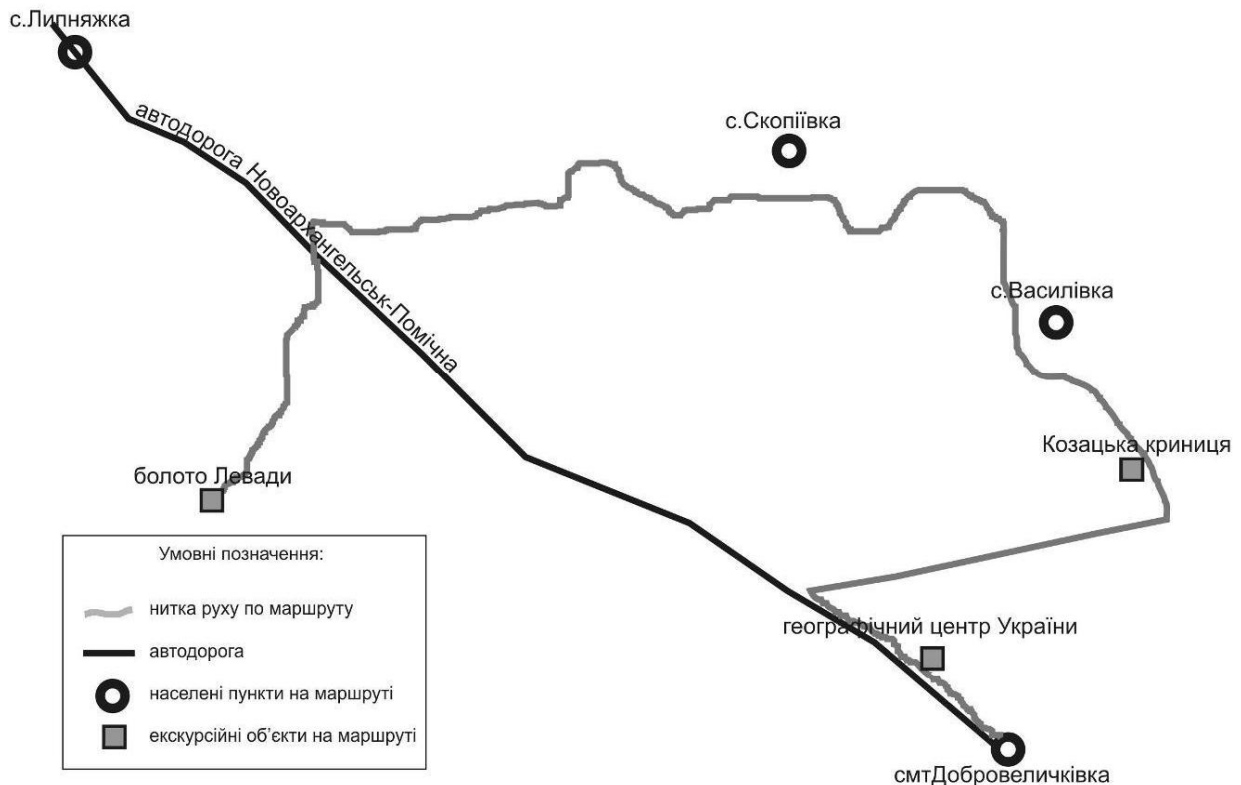 с.Липняжка
автодорога Новоархангельськ-Помічна
с.Скопіївка
с.Василівка
Козацька криниця
болото Левади
Умовні позначення:
нитка руху по маршруту
автодорога
населені пункти на маршруті
екскурсійні об'єкти на маршруті
географічний центр України
смтДобровеличківка